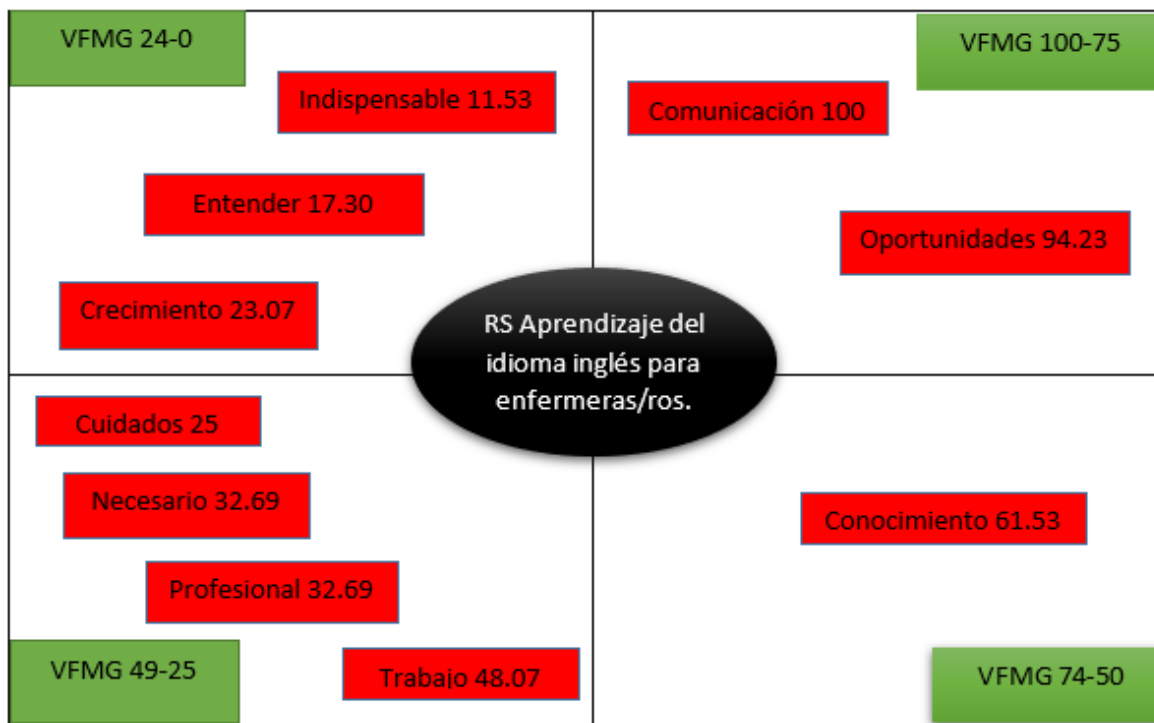 VFMG 24-0
Indispensable 11.53
Entender 17.30
Crecimiento 23.07
VFMG 100-75
Comunicación 100
Oportunidades 94.23
RS Aprendizaje del
idioma inglés para
enfermeras/ros.
Cuidados 25
Necesario 32.69
Profesional 32.69
Trabajo 48.07
VFMG 49-25
Conocimiento 61.53
VFMG 74-50